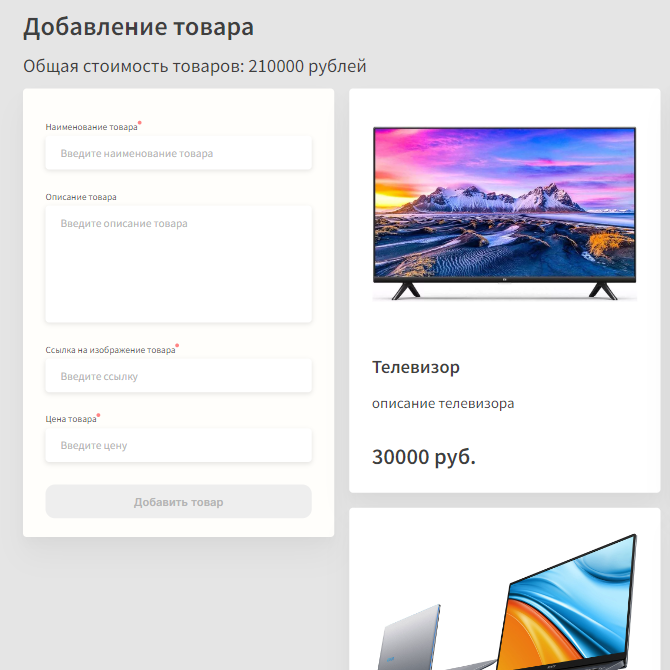 Добавление товара
Общая стоимость товаров: 210000 рублей
Наименование товара
Введите наименование товара
Описание товара
Введите описание товара
Ссылка на изображение товара
Введите ссылку
Цена товара
Введите цену
Добавить товар
Телевизор
описание телевизора
30000 руб.